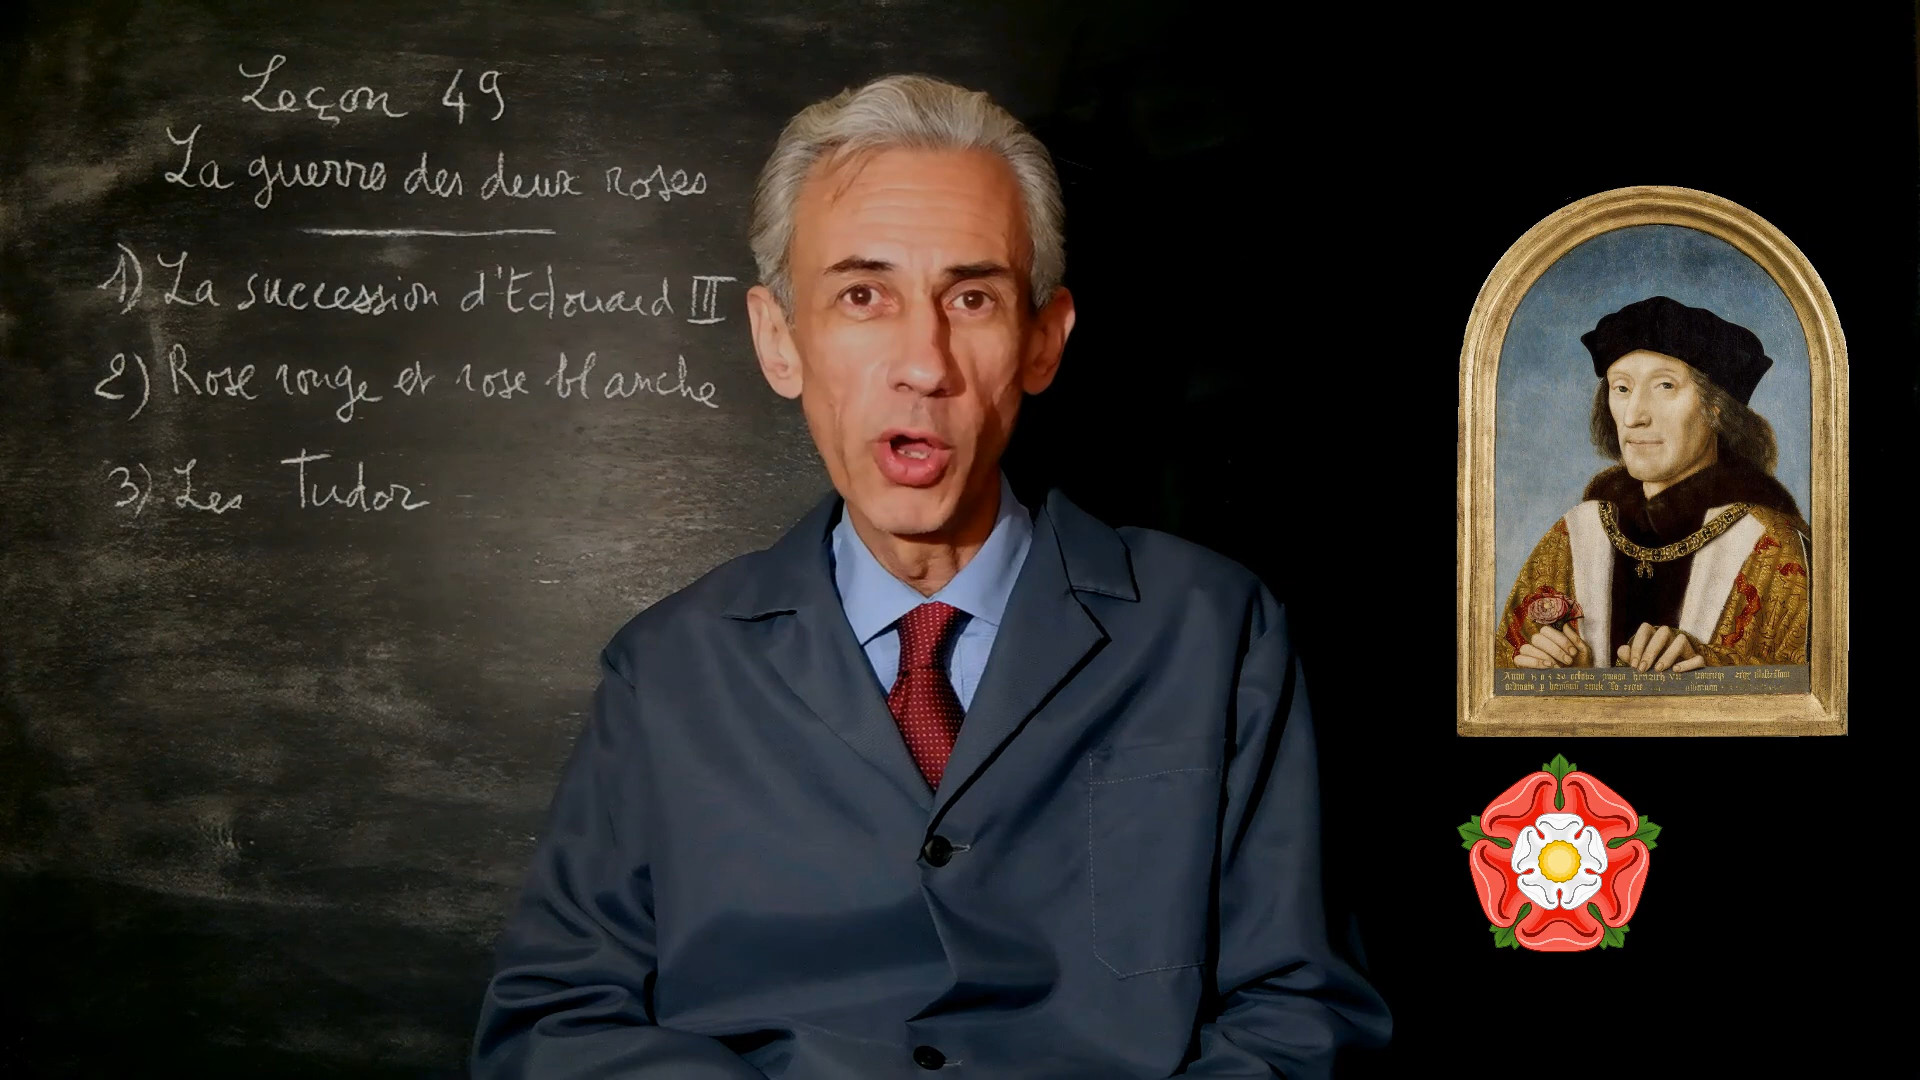 Leçon 49
La guerre des deux roses
1) La succession d'Edouard III
2) Rose rouge et rose blanche
3) Les Tudor
Anno